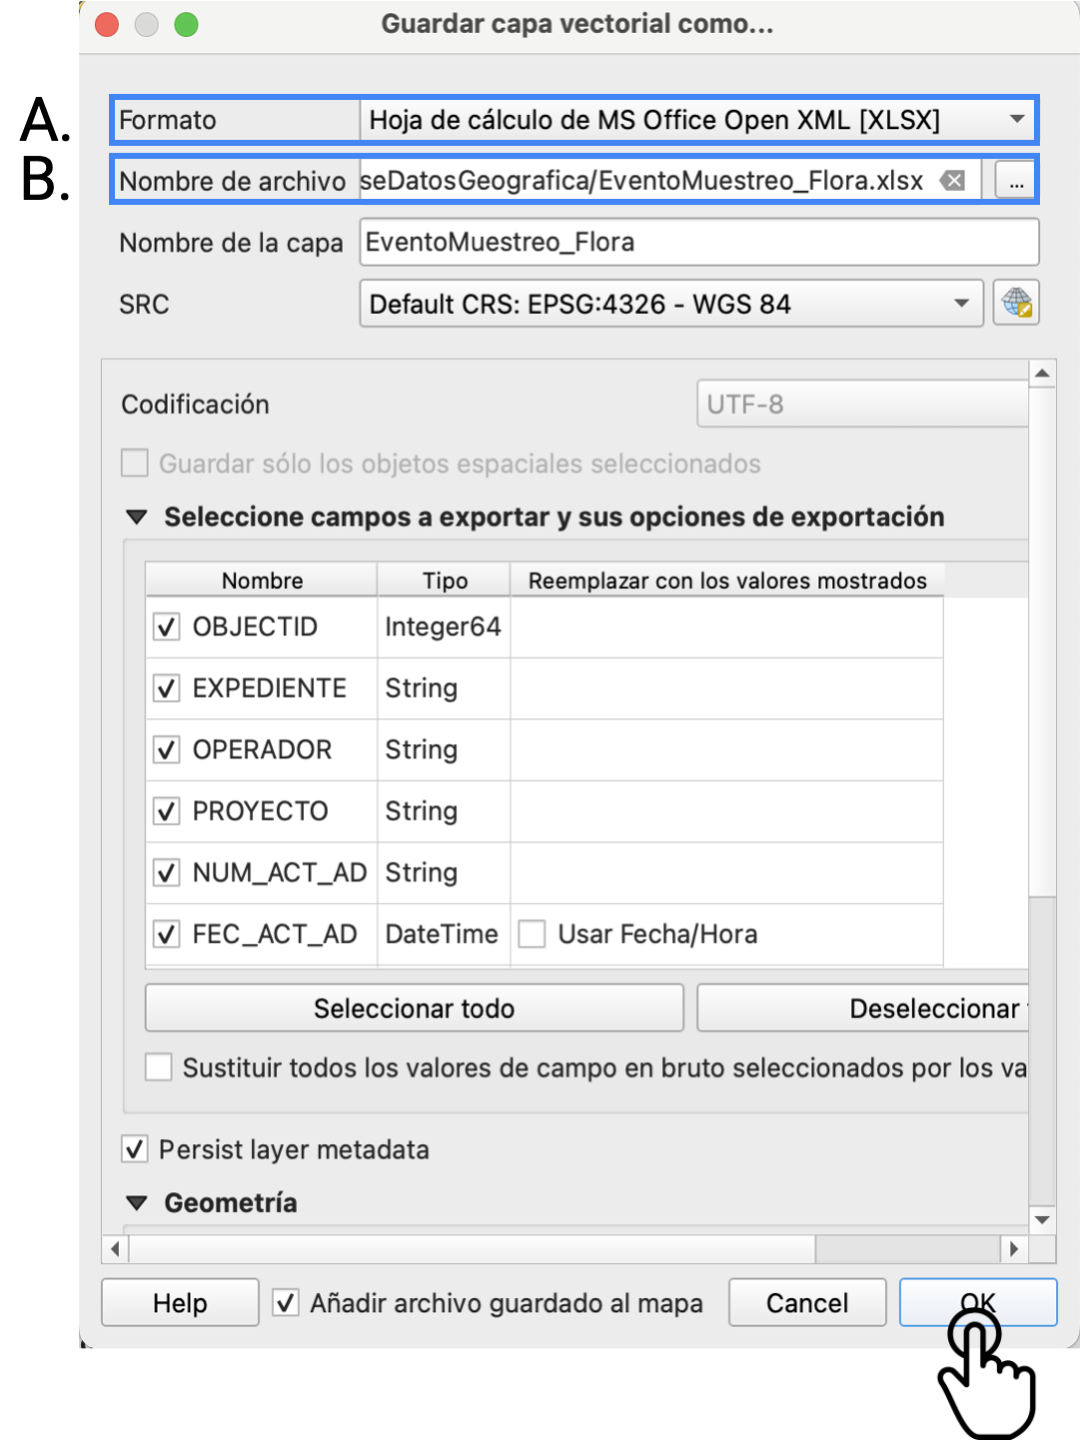 Guardar capa vectorial como...
A. Formato Hoja de cálculo de MS Office Open XML [XLSX]
B. Nombre de archivo seDatosGeografica/EventoMuestreo_Flora.xlsx ...
Nombre de la capa EventoMuestreo_Flora
SRC Default CRS: EPSG:4326 - WGS 84
Codificación UTF-8
Guardar sólo los objetos espaciales seleccionados
Seleccione campos a exportar y sus opciones de exportación
Nombre Tipo Reemplazar con los valores mostrados
OBJECTID Integer64
EXPEDIENTE String
OPERADOR String
PROYECTO String
NUM_ACT_AD String
FEC_ACT_AD DateTime Usar Fecha/Hora
Seleccionar todo Deseleccionar
Sustituir todos los valores de campo en bruto seleccionados por los va
Persist layer metadata
Geometría
Help Añadir archivo guardado al mapa Cancel OK